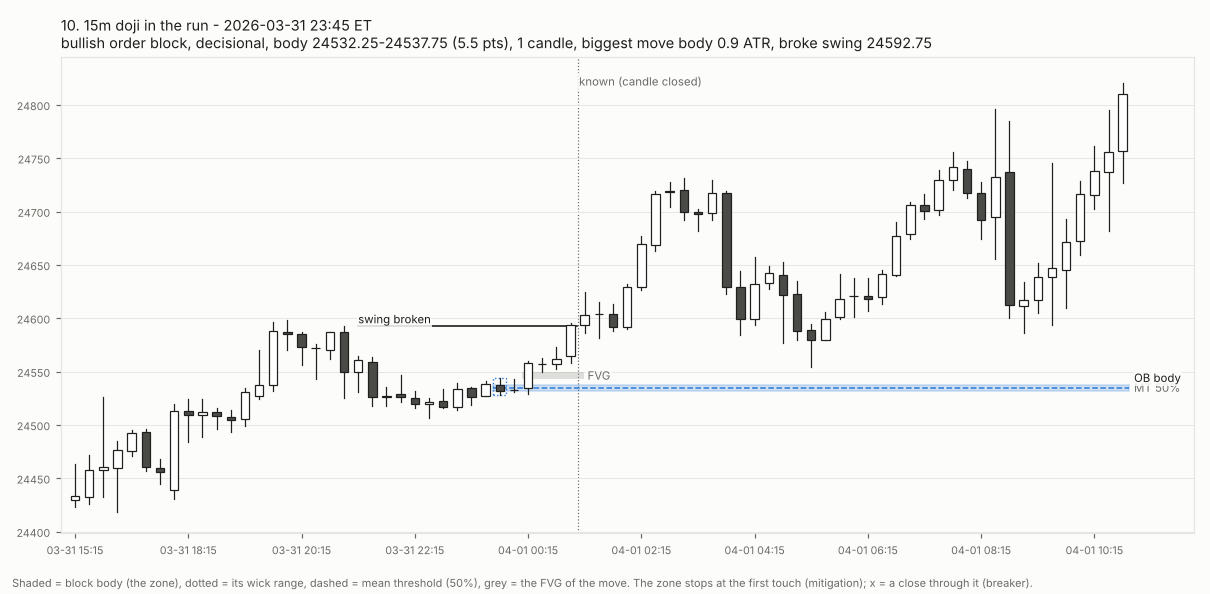 10. 15m doji in the run - 2026-03-31 23:45 ET
bullish order block, decisional, body 24532.25-24537.75 (5.5 pts), 1 candle, biggest move body 0.9 ATR, broke swing 24592.75
known (candle closed)
24800
24750
24700
24650
24600
24550
24500
24450
24400
swing broken
FVG
OB body
MT 50%
03-31 15:15
03-31 18:15
03-31 20:15
03-31 22:15
04-01 00:15
04-01 02:15
04-01 04:15
04-01 06:15
04-01 08:15
04-01 10:15
Shaded = block body (the zone), dotted = its wick range, dashed = mean threshold (50%), grey = the FVG of the move. The zone stops at the first touch (mitigation); x = a close through it (breaker).